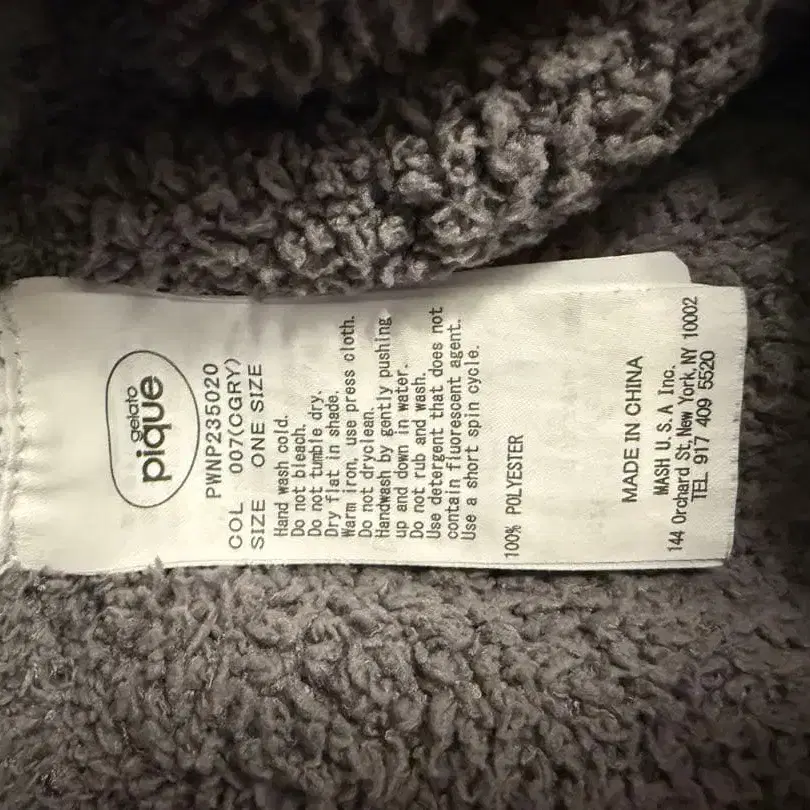 gelato
pique
PWNP235020
COL 007(CGRY)
SIZE ONE SIZE
Hand wash cold.
Do not bleach.
Do not tumble dry.
Dry flat in shade.
Warm iron, use press cloth.
Do not dryclean.
Handwash by gently pushing
up and down in water.
Do not rub and wash.
Use detergent that does not
contain fluorescent agent.
Use a short spin cycle.
100% POLYESTER
MADE IN CHINA
MASH U.S.A Inc.
144 Orchard St, New York, NY 10002
TEL 917 409 5520